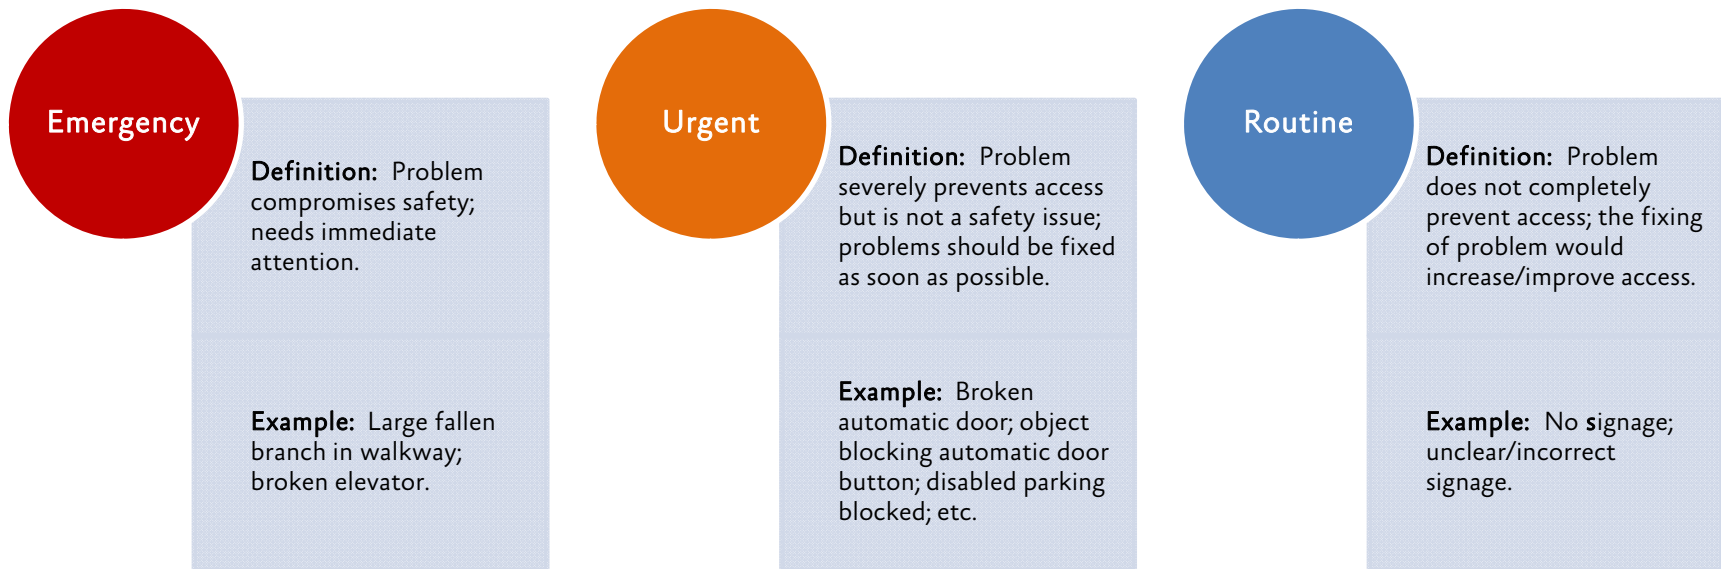 Emergency
Definition: Problem
compromises safety;
needs immediate
attention.
Example: Large fallen
branch in walkway;
broken elevator.
Urgent
Definition: Problem
severely prevents access
but is not a safety issue;
problems should be fixed
as soon as possible.
Example: Broken
automatic door; object
blocking automatic door
button; disabled parking
blocked; etc.
Routine
Definition: Problem
does not completely
prevent access; the fixing
of problem would
increase/improve access.
Example: No signage;
unclear/incorrect
signage.